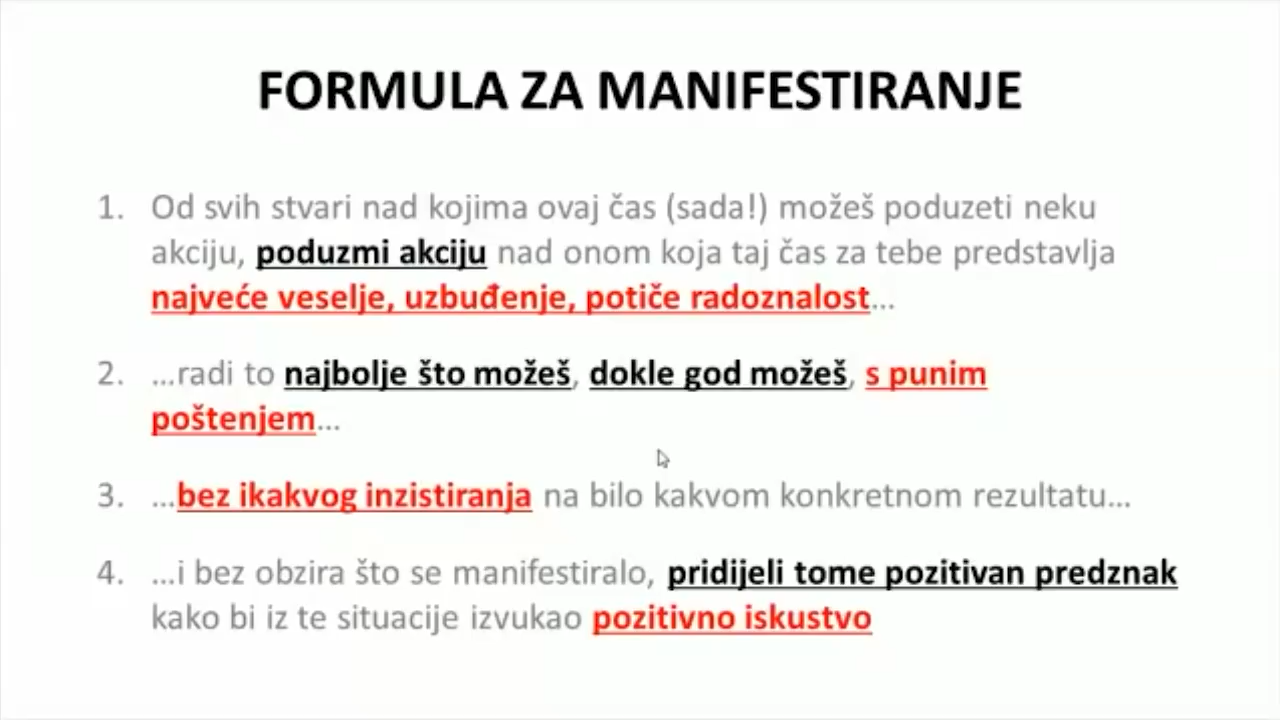 FORMULA ZA MANIFESTIRANJE
1. Od svih stvari nad kojima ovaj čas (sada!) možeš poduzeti neku
akciju, poduzmi akciju nad onom koja taj čas za tebe predstavlja
najveće veselje, uzbuđenje, potiče radoznalost...
2. ...radi to najbolje što možeš, dokle god možeš, s punim
poštenjem...
3. ...bez ikakvog inzistiranja na bilo kakvom konkretnom rezultatu...
4. ...i bez obzira što se manifestiralo, pridijeli tome pozitivan predznak
kako bi iz te situacije izvukao pozitivno iskustvo